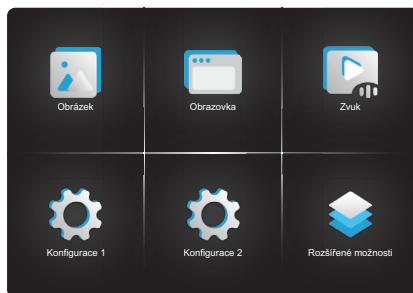 Obrázek
Obrazovka
Zvuk
Konfigurace 1
Konfigurace 2
Rozšířené možnosti